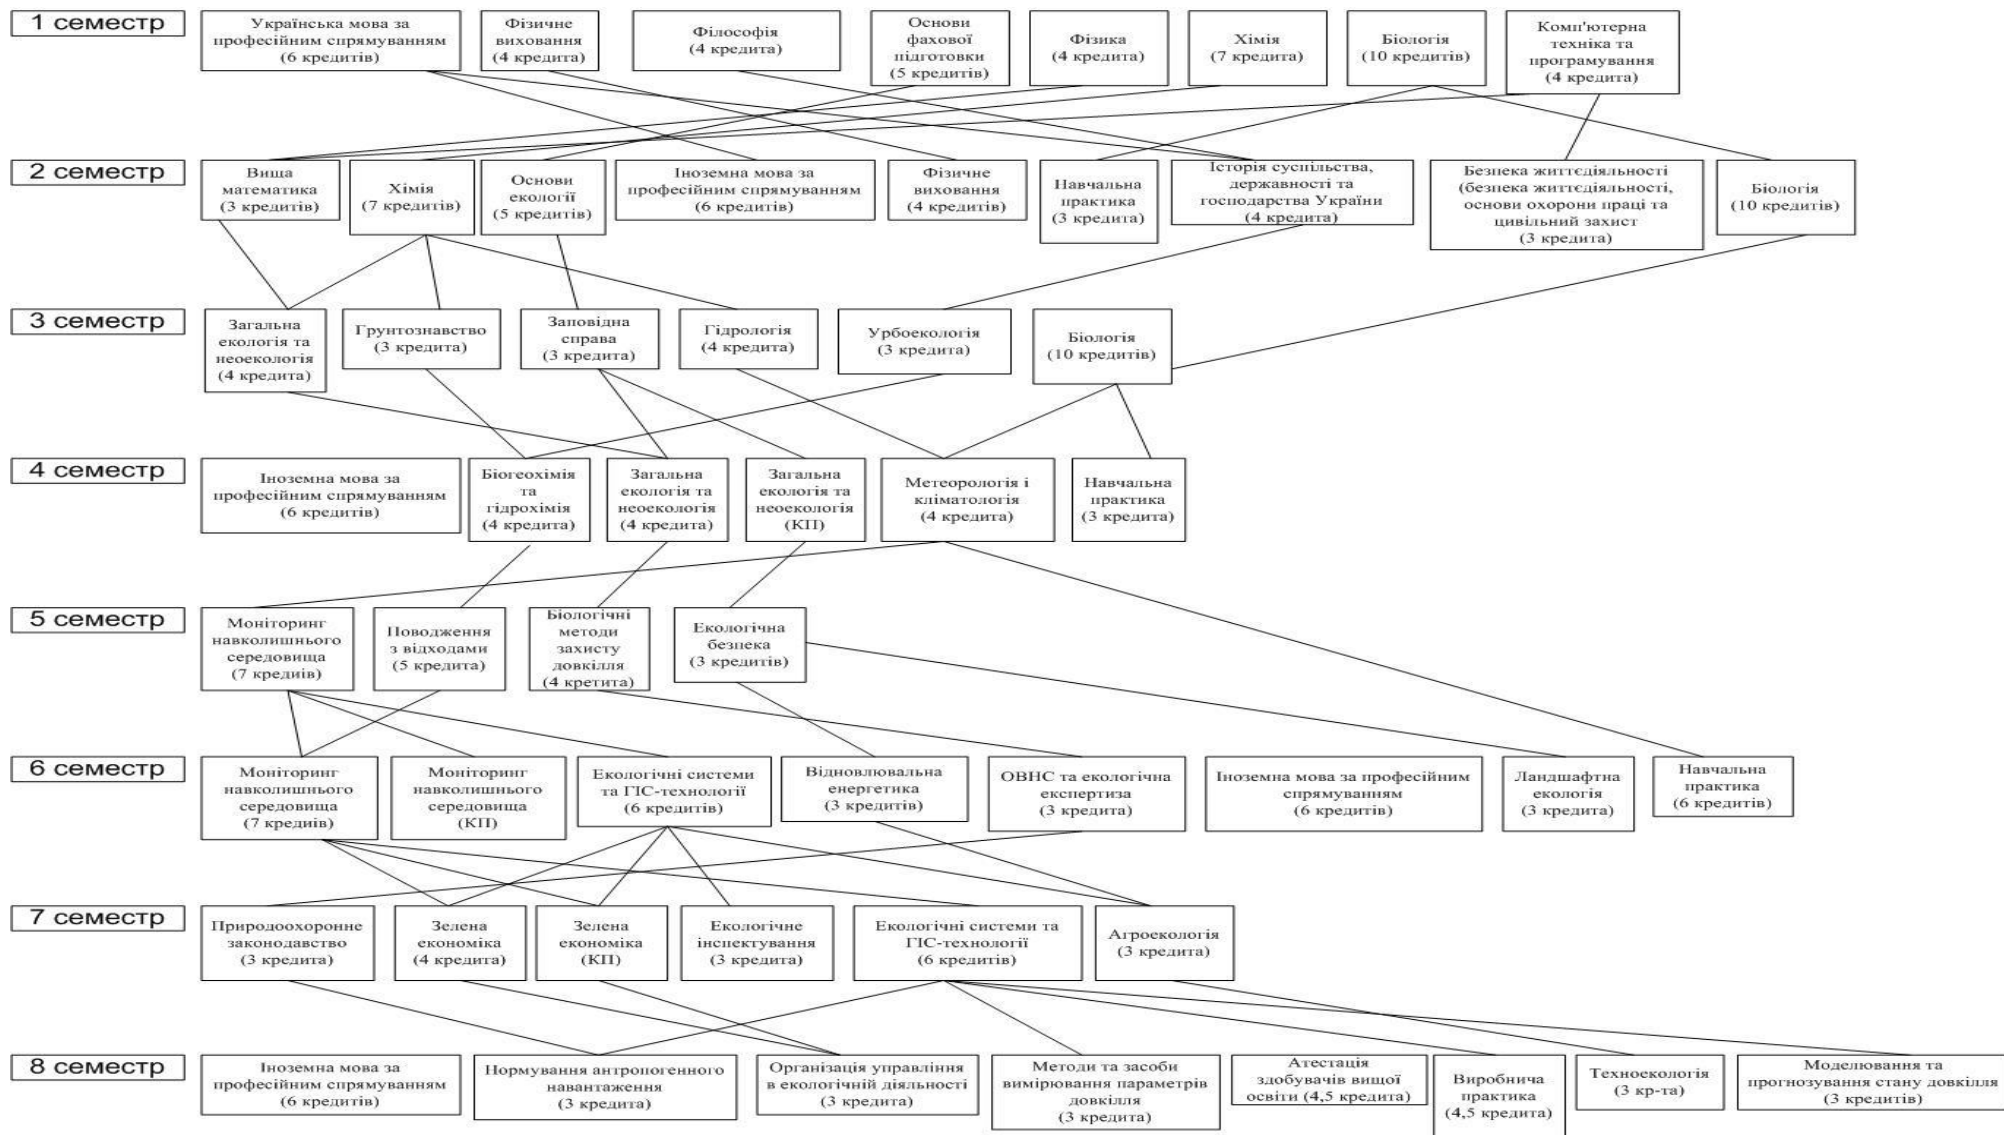 1 семестр
Українська мова за
професійним спрямуванням
(6 кредитів)
Фізичне
виховання
(4 кредита)
Філософія
(4 кредита)
Основи
фахової
підготовки
(5 кредитів)
Фізика
(4 кредита)
Хімія
(7 кредита)
Біологія
(10 кредитів)
Комп'ютерна
техніка та
програмування
(4 кредита)
2 семестр
Вища
математика
(3 кредитів)
Хімія
(7 кредитів)
Основи
екології
(5 кредитів)
Іноземна мова за
професійним спрямуванням
(6 кредитів)
Фізичне
виховання
(4 кредитів)
Навчальна
практика
(3 кредита)
Історія суспільства,
державності та
господарства України
(4 кредита)
Безпека життєдіяльності
(безпека життєдіяльності,
основи охорони праці та
цивільний захист
(3 кредита)
Біологія
(10 кредитів)
3 семестр
Загальна
екологія та
неоекологія
(4 кредита)
Грунтознавство
(3 кредита)
Заповідна
справа
(3 кредита)
Гідрологія
(4 кредита)
Урбоекологія
(3 кредита)
Біологія
(10 кредитів)
4 семестр
Іноземна мова за
професійним спрямуванням
(6 кредитів)
Біогеохімія
та
гідрохімія
(4 кредита)
Загальна
екологія та
неоекологія
(4 кредита)
Загальна
екологія та
неоекологія
(КП)
Метеорологія і
кліматологія
(4 кредита)
Навчальна
практика
(3 кредита)
5 семестр
Моніторинг
навколишнього
середовища
(7 кредиів)
Поводження
з відходами
(5 кредита)
Біологічні
методи
захисту
довкілля
(4 кретита)
Екологічна
безпека
(3 кредитів)
6 семестр
Моніторинг
навколишнього
середовища
(7 кредиів)
Моніторинг
навколишнього
середовища
(КП)
Екологічні системи
та ГІС-технології
(6 кредитів)
Відновлювальна
енергетика
(3 кредитів)
ОВНС та екологічна
експертиза
(3 кредита)
Іноземна мова за професійним
спрямуванням
(6 кредитів)
Ландшафтна
екологія
(3 кредита)
Навчальна
практика
(6 кредитів)
7 семестр
Природоохоронне
законодавство
(3 кредита)
Зелена
економіка
(4 кредита)
Зелена
економіка
(КП)
Екологічне
інспектування
(3 кредита)
Екологічні системи та
ГІС-технології
(6 кредитів)
Агроекологія
(3 кредита)
8 семестр
Іноземна мова за
професійним спрямуванням
(6 кредитів)
Нормування антропогенного
навантаження
(3 кредита)
Організація управління
в екологічній діяльності
(3 кредита)
Методи та засоби
вимірювання параметрів
довкілля
(3 кредита)
Атестація
здобувачів вищої
освіти (4,5 кредита)
Виробнича
практика
(4,5 кредита)
Техноекологія
(3 кр-та)
Моделювання та
прогнозування стану довкілля
(3 кредитів)